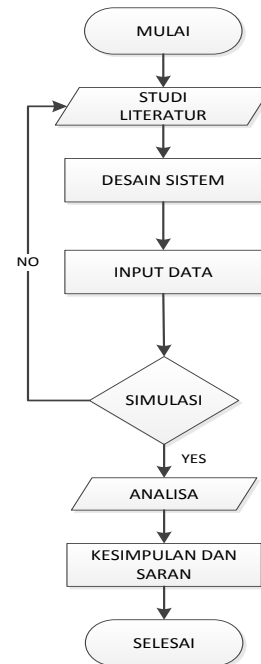 MULAI
STUDI
LITERATUR
DESAIN SISTEM
INPUT DATA
NO
SIMULASI
YES
ANALISA
KESIMPULAN DAN
SARAN
SELESAI